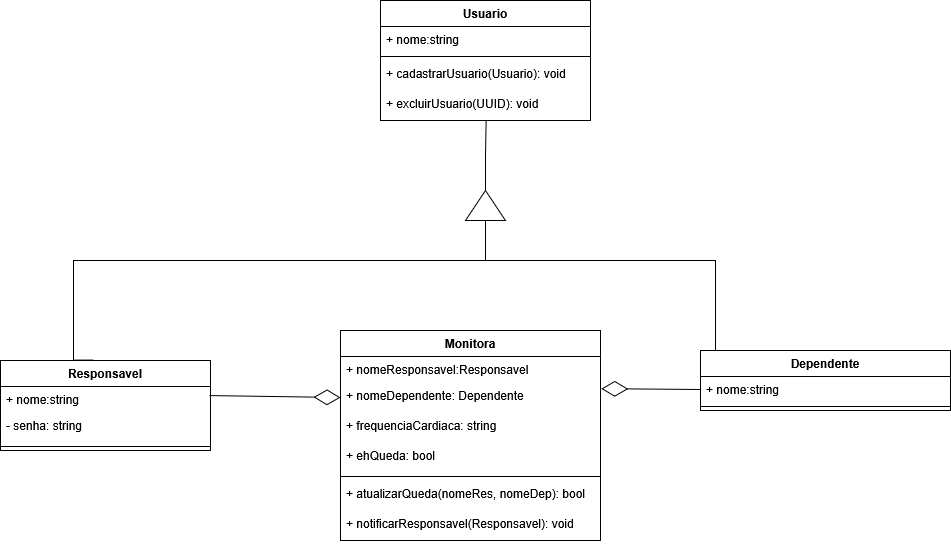 Usuario
+ nome:string
+ cadastrarUsuario(Usuario): void
+ excluirUsuario(UUID): void
Responsavel
+ nome:string
- senha: string
Monitora
+ nomeResponsavel:Responsavel
+ nomeDependente: Dependente
+ frequenciaCardiaca: string
+ ehQueda: bool
+ atualizarQueda(nomeRes, nomeDep): bool
+ notificarResponsavel(Responsavel): void
Dependente
+ nome:string